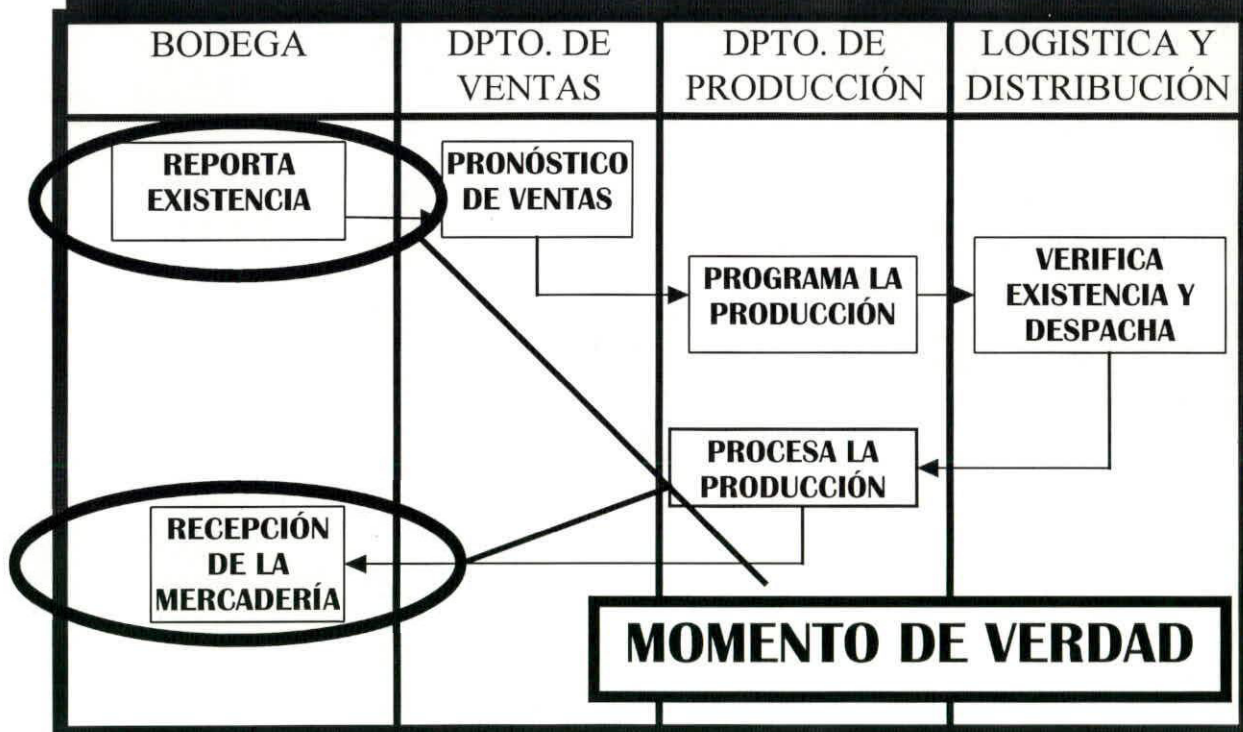 BODEGA
DPTO. DE
VENTAS
DPTO. DE
PRODUCCIÓN
LOGISTICA Y
DISTRIBUCIÓN
REPORTA
EXISTENCIA
PRONÓSTICO
DE VENTAS
PROGRAMA LA
PRODUCCIÓN
VERIFICA
EXISTENCIA Y
DESPACHA
PROCESA LA
PRODUCCIÓN
RECEPCIÓN
DE LA
MERCADERÍA
MOMENTO DE VERDAD